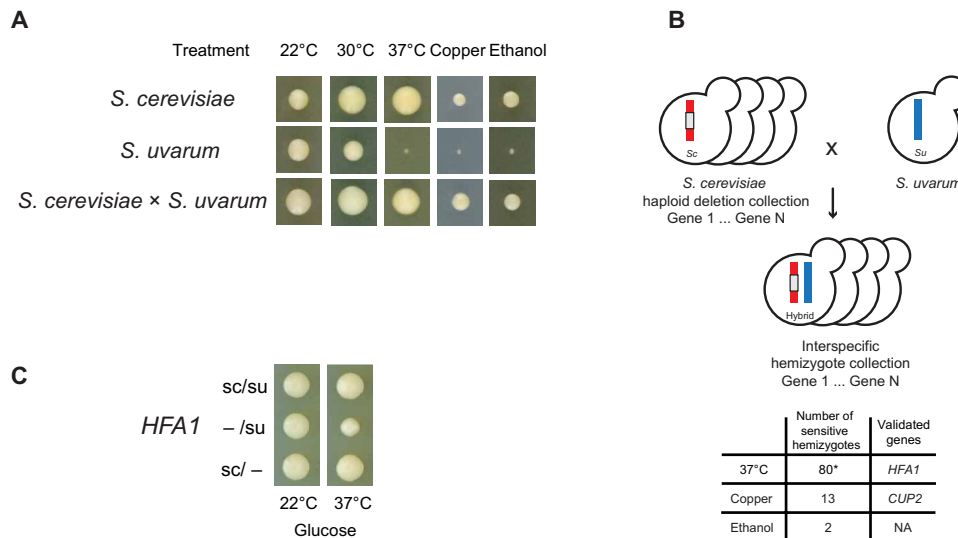 A
Treatment 22°C 30°C 37°C Copper Ethanol
S. cerevisiae
S. uvarum
S. cerevisiae × S. uvarum
B
Sc
Su
X
S. cerevisiae
haploid deletion collection
Gene 1 ... Gene N
S. uvarum
Hybrid
Interspecific
hemizygote collection
Gene 1 ... Gene N
Number of
sensitive
hemizygotes
Validated
genes
37°C 80* HFA1
Copper 13 CUP2
Ethanol 2 NA
C
HFA1
sc/su
– /su
sc/ –
22°C 37°C
Glucose